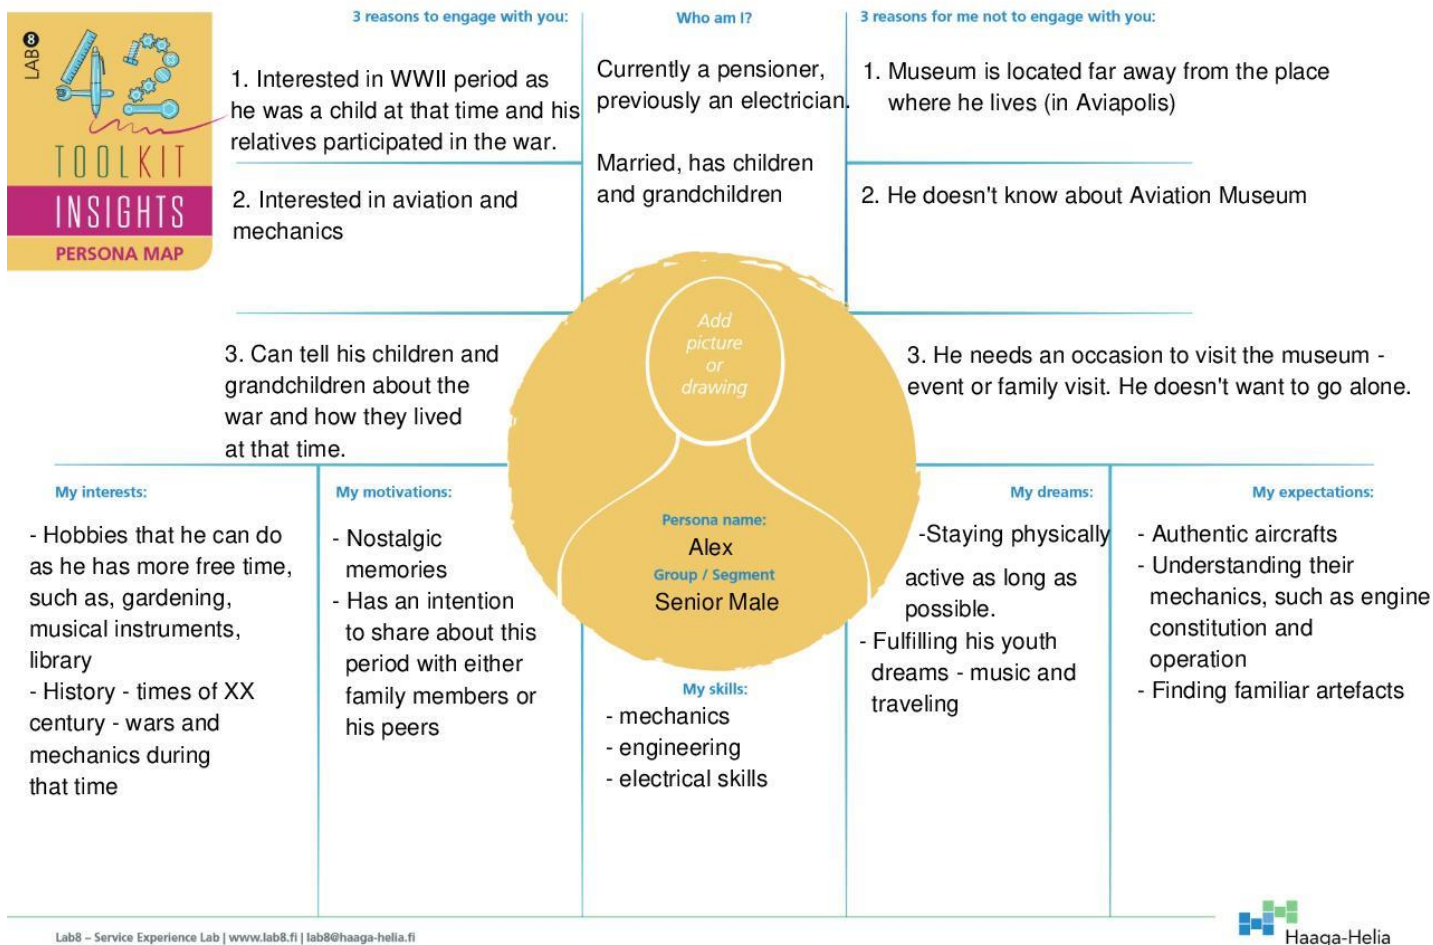 LAB8
42
TOOLKIT
INSIGHTS
PERSONA MAP
3 reasons to engage with you:
1. Interested in WWII period as
he was a child at that time and his
relatives participated in the war.
2. Interested in aviation and
mechanics
3. Can tell his children and
grandchildren about the
war and how they lived
at that time.
Who am I?
Currently a pensioner,
previously an electrician.
Married, has children
and grandchildren
3 reasons for me not to engage with you:
1. Museum is located far away from the place
where he lives (in Aviapolis)
2. He doesn't know about Aviation Museum
3. He needs an occasion to visit the museum -
event or family visit. He doesn't want to go alone.
Add
picture
or
drawing
Persona name:
Alex
Group / Segment
Senior Male
My interests:
- Hobbies that he can do
as he has more free time,
such as, gardening,
musical instruments,
library
- History - times of XX
century - wars and
mechanics during
that time
My motivations:
- Nostalgic
memories
- Has an intention
to share about this
period with either
family members or
his peers
My skills:
- mechanics
- engineering
- electrical skills
My dreams:
-Staying physically
active as long as
possible.
- Fulfilling his youth
dreams - music and
traveling
My expectations:
- Authentic aircrafts
- Understanding their
mechanics, such as engine
constitution and
operation
- Finding familiar artefacts
Lab8 – Service Experience Lab | www.lab8.fi | lab8@haaga-helia.fi
Haaga-Helia